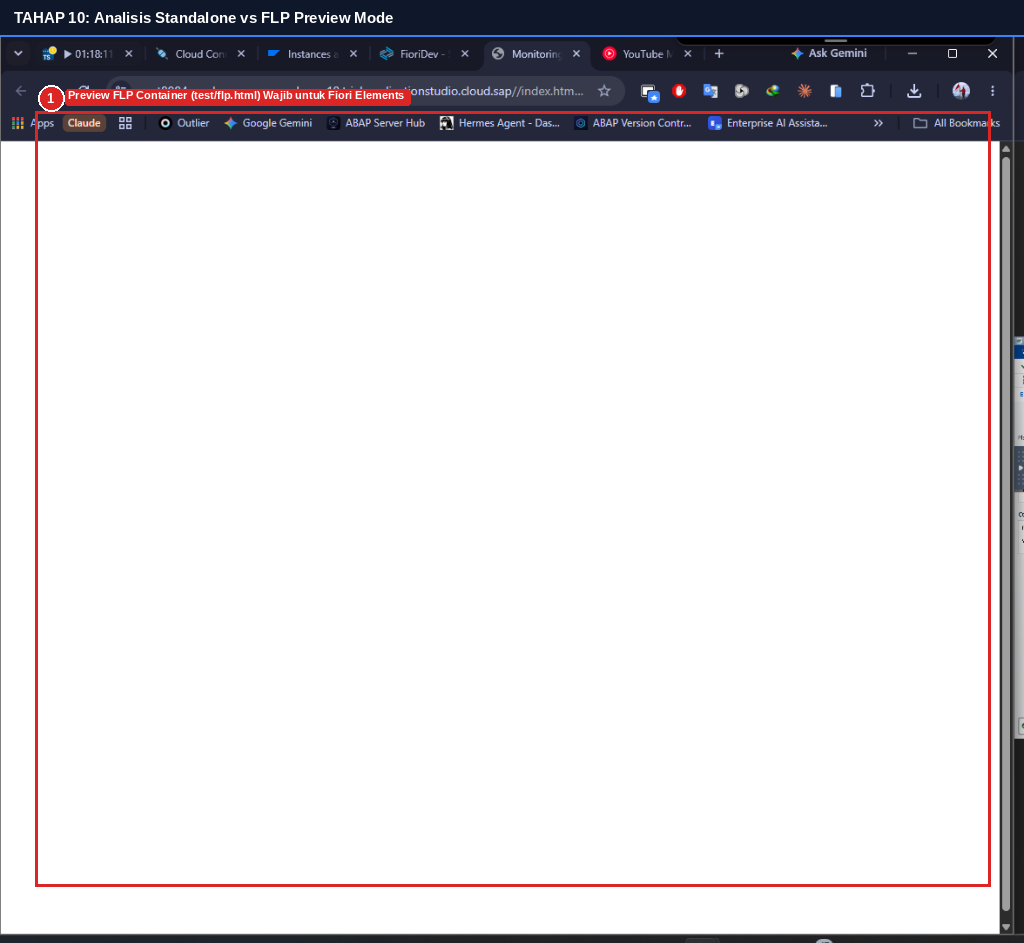 TAHAP 10: Analisis Standalone vs FLP Preview Mode
01:18:11 Cloud Con Instances a FioriDev - Monitoring YouTube M Ask Gemini
1 Preview FLP Container (test/flp.html) Wajib untuk Fiori Elements
ionstudio.cloud.sap//index.htm...
Apps Claude Outlier Google Gemini ABAP Server Hub Hermes Agent - Das... ABAP Version Contr... Enterprise AI Assista... All Bookmarks